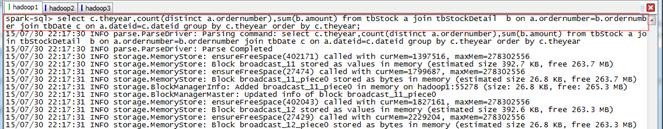 hadoop1 hadoop2 hadoop3
spark-sql> select c.theyear,count(distinct a.ordernumber),sum(b.amount) from tbStock a join tbStockDetail  b on a.ordernumber=b.ordernumb
er join tbDate c on a.dateid=c.dateid group by c.theyear order by c.theyear;
15/07/30 22:17:30 INFO parse.ParseDriver: Parsing command: select c.theyear,count(distinct a.ordernumber),sum(b.amount) from tbStock a jo
in tbStockDetail  b on a.ordernumber=b.ordernumber join tbDate c on a.dateid=c.dateid group by c.theyear order by c.theyear
15/07/30 22:17:30 INFO parse.ParseDriver: Parse Completed
15/07/30 22:17:30 INFO storage.MemoryStore: ensureFreeSpace(402171) called with curMem=1397516, maxMem=278302556
15/07/30 22:17:31 INFO storage.MemoryStore: Block broadcast_11 stored as values in memory (estimated size 392.7 KB, free 263.7 MB)
15/07/30 22:17:31 INFO storage.MemoryStore: ensureFreeSpace(27474) called with curMem=1799687, maxMem=278302556
15/07/30 22:17:31 INFO storage.MemoryStore: Block broadcast_11_piece0 stored as bytes in memory (estimated size 26.8 KB, free 263.7 MB)
15/07/30 22:17:31 INFO storage.BlockManagerInfo: Added broadcast_11_piece0 in memory on hadoop1:55278 (size: 26.8 KB, free: 265.3 MB)
15/07/30 22:17:31 INFO storage.BlockManagerMaster: Updated info of block broadcast_11_piece0
15/07/30 22:17:31 INFO storage.MemoryStore: ensureFreeSpace(402043) called with curMem=1827161, maxMem=278302556
15/07/30 22:17:31 INFO storage.MemoryStore: Block broadcast_12 stored as values in memory (estimated size 392.6 KB, free 263.3 MB)
15/07/30 22:17:31 INFO storage.MemoryStore: ensureFreeSpace(27429) called with curMem=2229204, maxMem=278302556
15/07/30 22:17:31 INFO storage.MemoryStore: Block broadcast_12_piece0 stored as bytes in memory (estimated size 26.8 KB, free 263.3 MB)